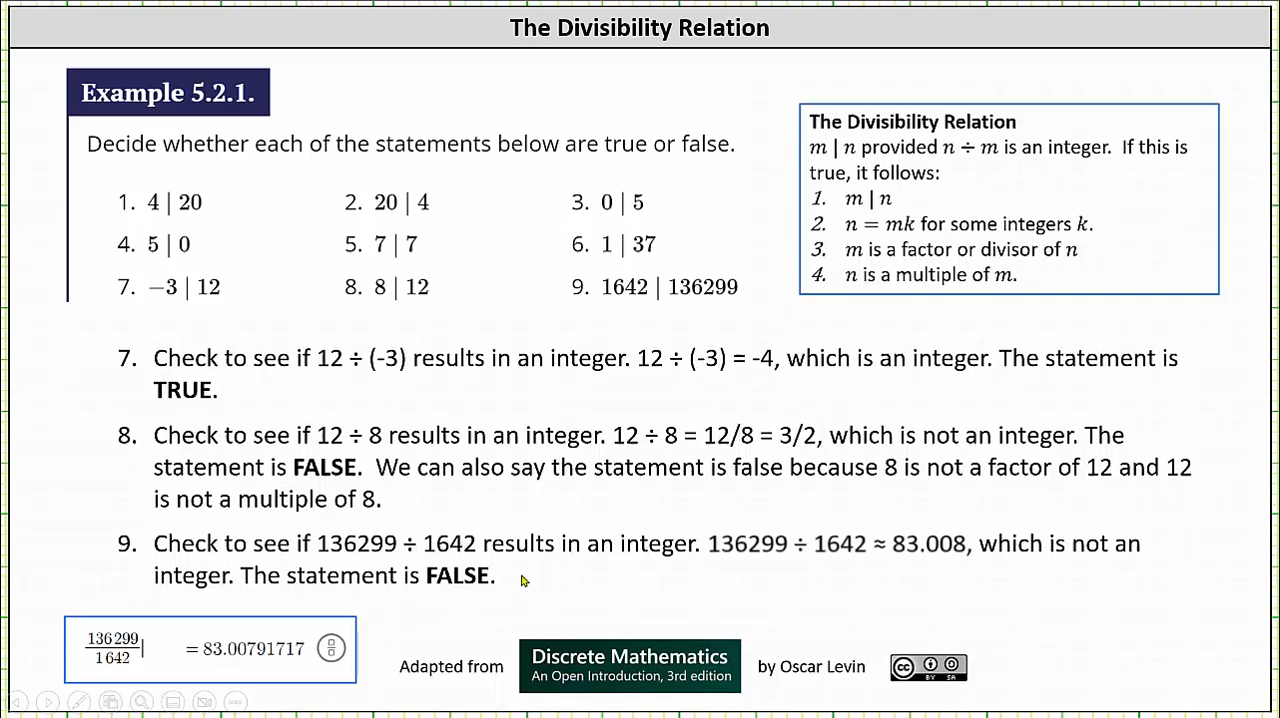 The Divisibility Relation
Example 5.2.1.
Decide whether each of the statements below are true or false.
1. 4 | 20
2. 20 | 4
3. 0 | 5
4. 5 | 0
5. 7 | 7
6. 1 | 37
7. −3 | 12
8. 8 | 12
9. 1642 | 136299
The Divisibility Relation
m | n provided n ÷ m is an integer. If this is
true, it follows:
1. m | n
2. n = mk for some integers k.
3. m is a factor or divisor of n
4. n is a multiple of m.
7. Check to see if 12 ÷ (-3) results in an integer. 12 ÷ (-3) = -4, which is an integer. The statement is
TRUE.
8. Check to see if 12 ÷ 8 results in an integer. 12 ÷ 8 = 12/8 = 3/2, which is not an integer. The
statement is FALSE. We can also say the statement is false because 8 is not a factor of 12 and 12
is not a multiple of 8.
9. Check to see if 136299 ÷ 1642 results in an integer. 136299 ÷ 1642 ≈ 83.008, which is not an
integer. The statement is FALSE.
136299/1642 = 83.00791717
Adapted from
Discrete Mathematics
An Open Introduction, 3rd edition
by Oscar Levin
cc BY SA